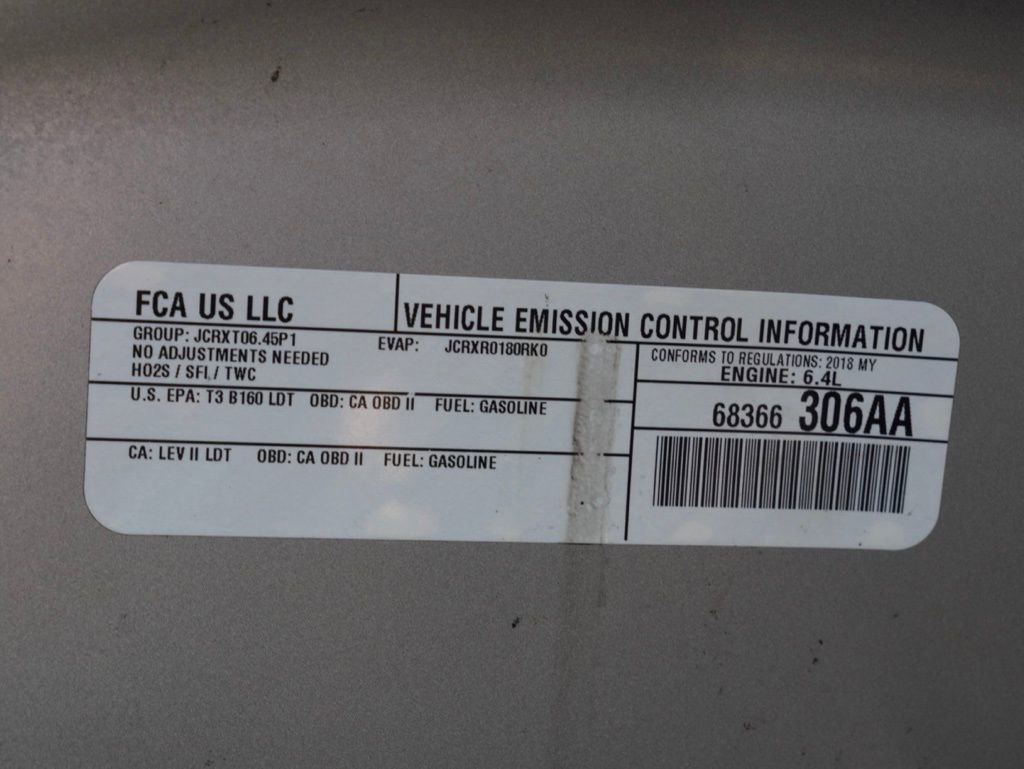 FCA US LLC
VEHICLE EMISSION CONTROL INFORMATION
GROUP: JCRXT06.45P1
EVAP: JCRXR0180RK0
NO ADJUSTMENTS NEEDED
HO2S / SFI / TWC
U.S. EPA: T3 B160 LDT OBD: CA OBD II FUEL: GASOLINE
CA: LEV II LDT OBD: CA OBD II FUEL: GASOLINE
CONFORMS TO REGULATIONS: 2018 MY
ENGINE: 6.4L
68366 306AA